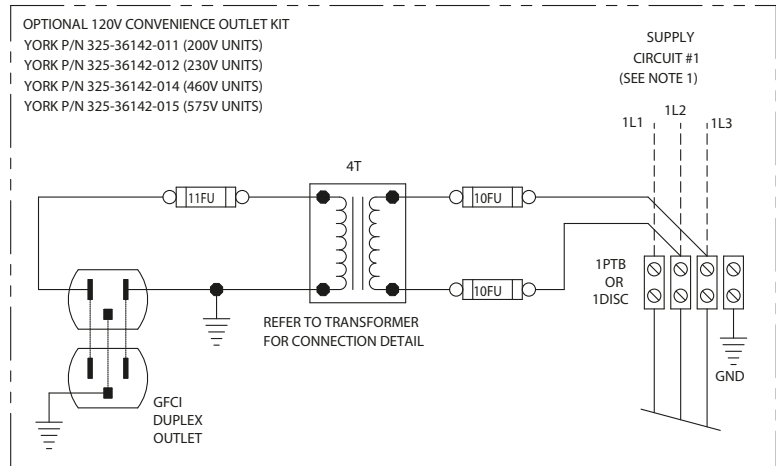 OPTIONAL 120V CONVENIENCE OUTLET KIT
YORK P/N 325-36142-011 (200V UNITS)
YORK P/N 325-36142-012 (230V UNITS)
YORK P/N 325-36142-014 (460V UNITS)
YORK P/N 325-36142-015 (575V UNITS)
SUPPLY
CIRCUIT #1
(SEE NOTE 1)
1L1
1L2
1L3
4T
11FU
10FU
10FU
1PTB
OR
1DISC
REFER TO TRANSFORMER
FOR CONNECTION DETAIL
GND
GFCI
DUPLEX
OUTLET